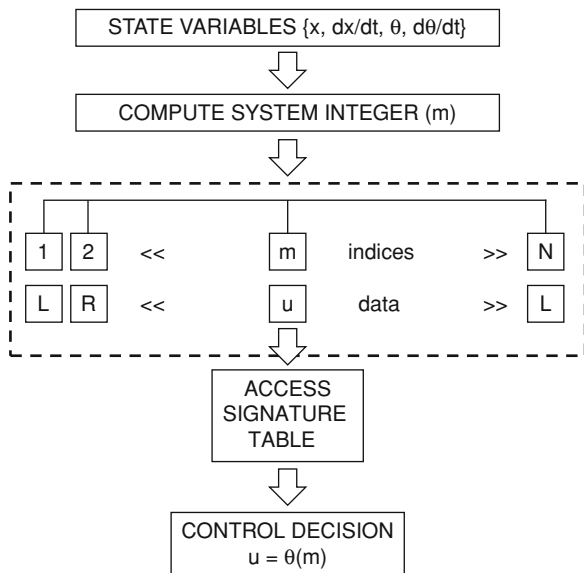 STATE VARIABLES {x, dx/dt, θ, dθ/dt}
COMPUTE SYSTEM INTEGER (m)
1 2 << m indices >> N
L R << u data >> L
ACCESS
SIGNATURE
TABLE
CONTROL DECISION
u = θ(m)